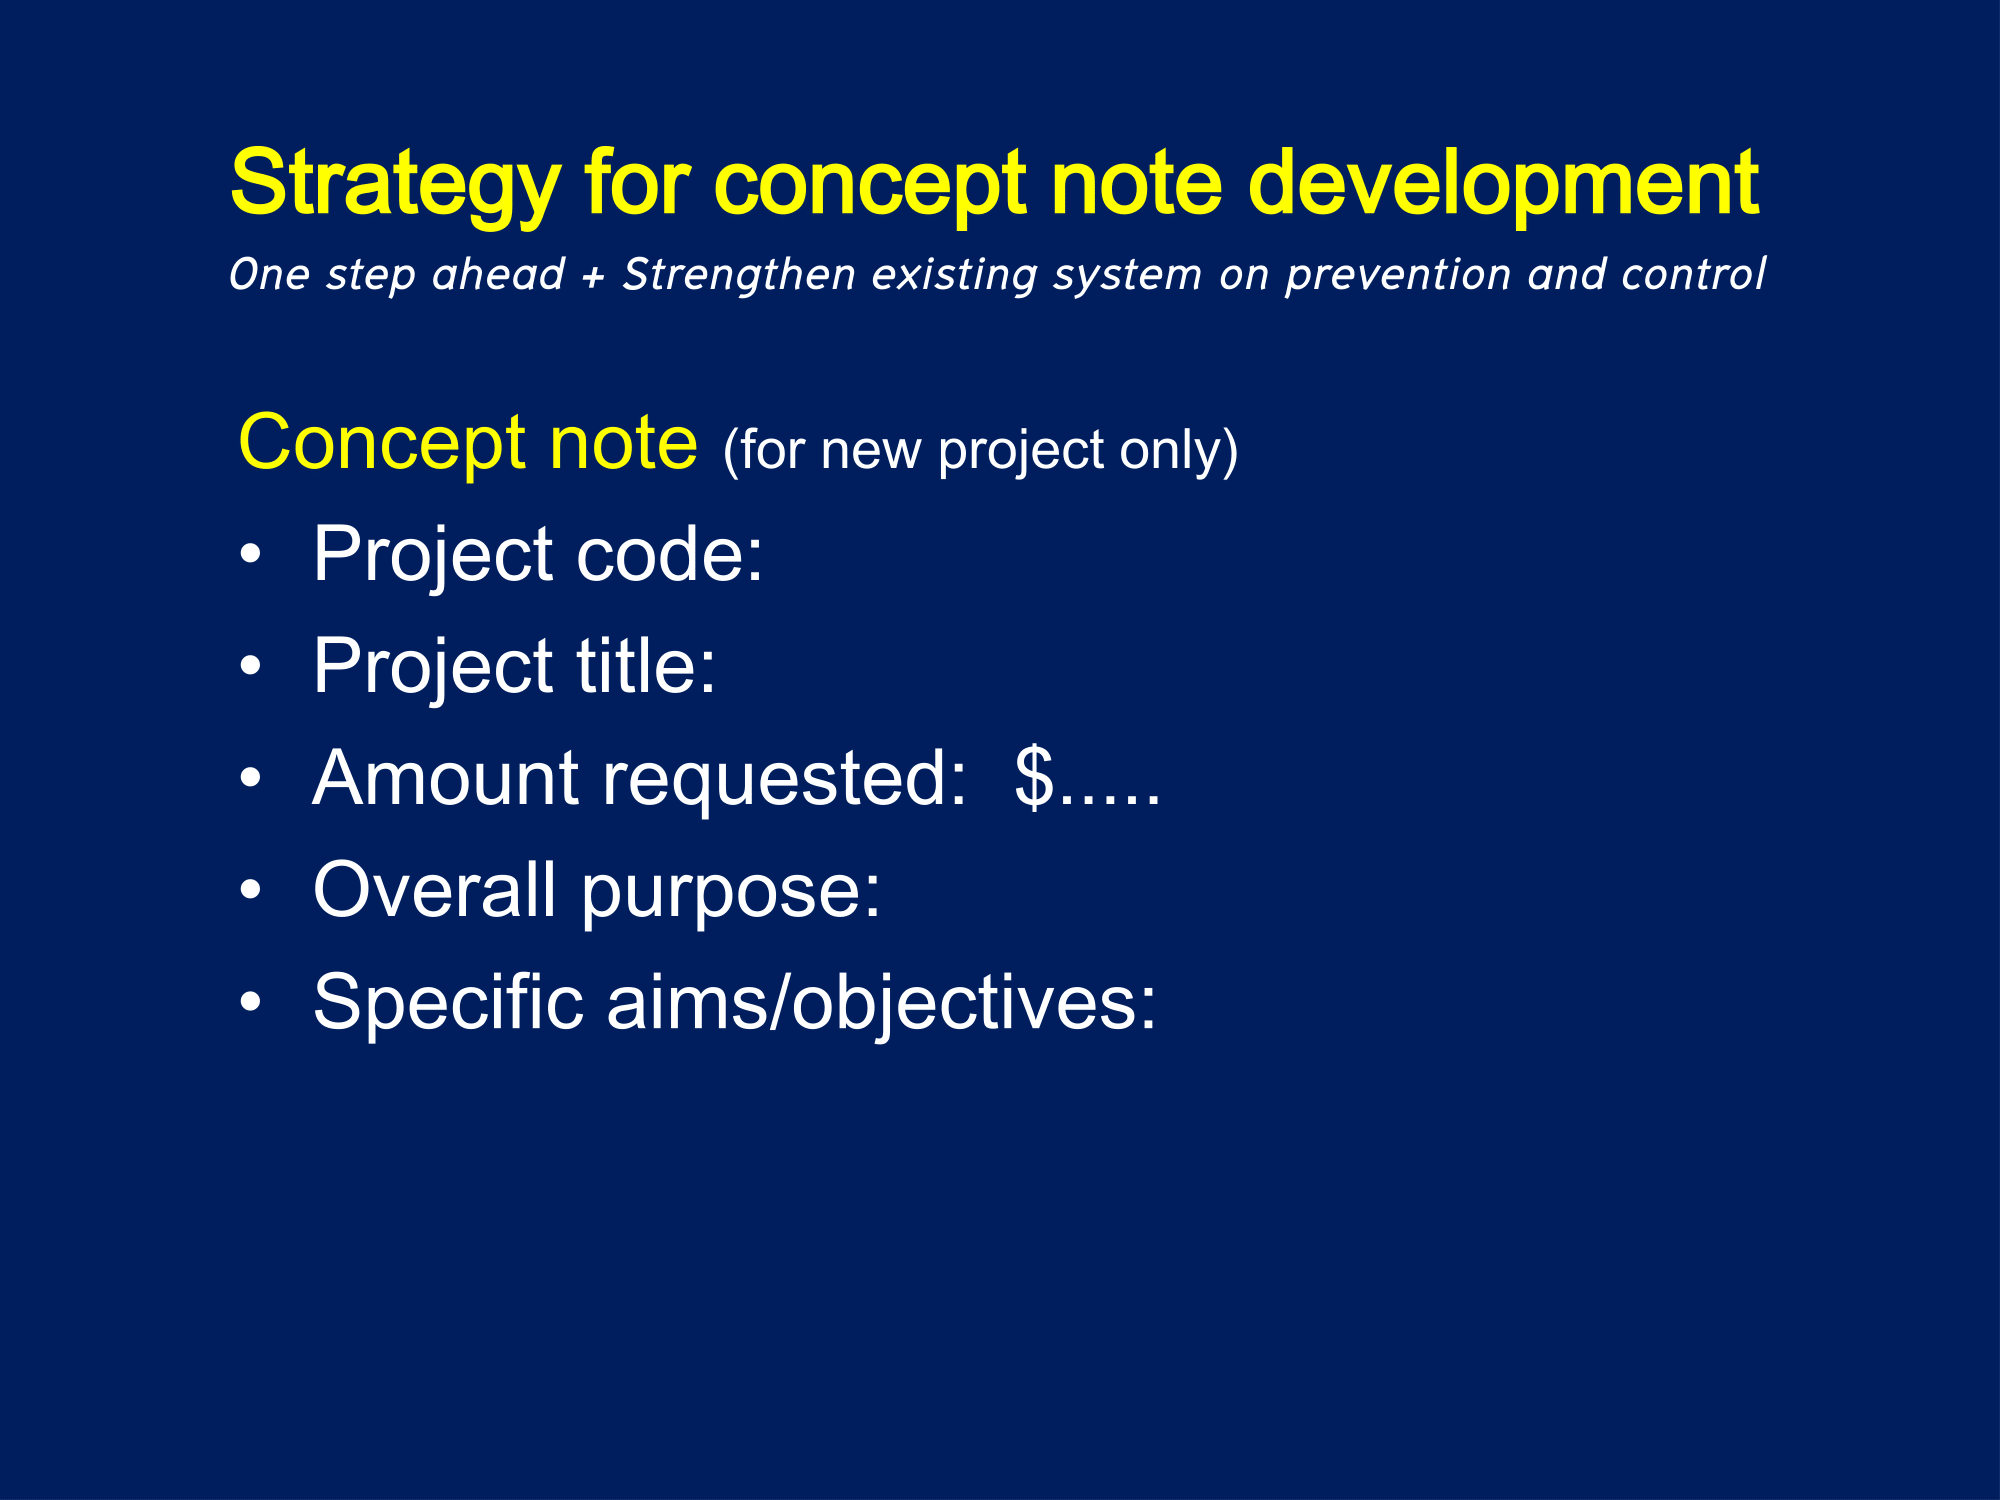 Strategy for concept note development
One step ahead + Strengthen existing system on prevention and control
Concept note (for new project only)
• Project code:
• Project title:
• Amount requested:  $.....
• Overall purpose:
• Specific aims/objectives: